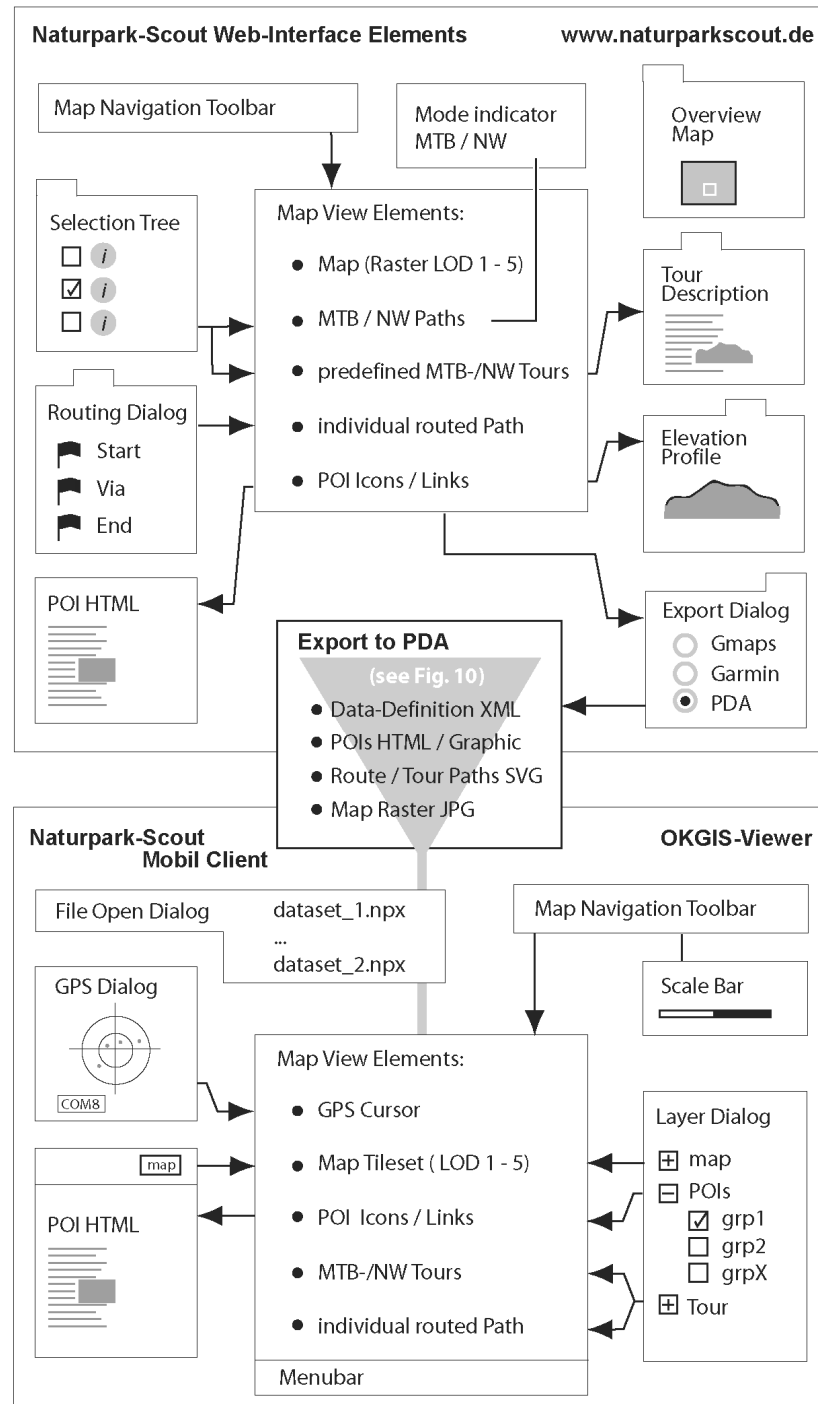 Naturpark-Scout Web-Interface Elements
www.naturparkscout.de
Map Navigation Toolbar
Mode indicator
MTB / NW
Overview
Map
Selection Tree
i
i
i
Map View Elements:
• Map (Raster LOD 1 - 5)
• MTB / NW Paths
• predefined MTB-/NW Tours
• individual routed Path
• POI Icons / Links
Tour
Description
Routing Dialog
Start
Via
End
Elevation
Profile
POI HTML
Export Dialog
Gmaps
Garmin
PDA
Export to PDA
(see Fig. 10)
• Data-Definition XML
• POIs HTML / Graphic
• Route / Tour Paths SVG
• Map Raster JPG
Naturpark-Scout
Mobil Client
OKGIS-Viewer
File Open Dialog
dataset_1.npx
...
dataset_2.npx
Map Navigation Toolbar
Scale Bar
GPS Dialog
COM8
Map View Elements:
• GPS Cursor
• Map Tileset ( LOD 1 - 5)
• POI Icons / Links
• MTB-/NW Tours
• individual routed Path
Menubar
map
POI HTML
Layer Dialog
map
POIs
grp1
grp2
grpX
Tour